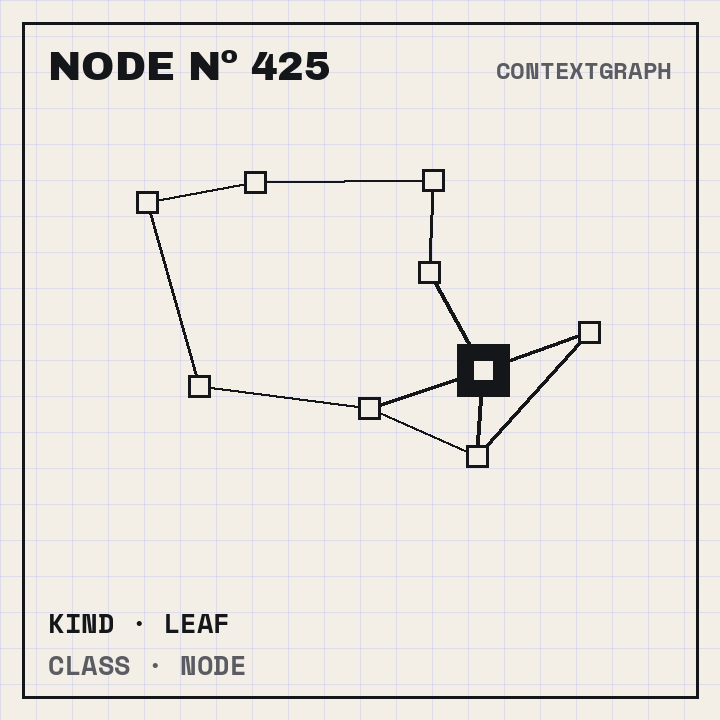 NODE Nº 425
CONTEXTGRAPH
KIND · LEAF
CLASS · NODE